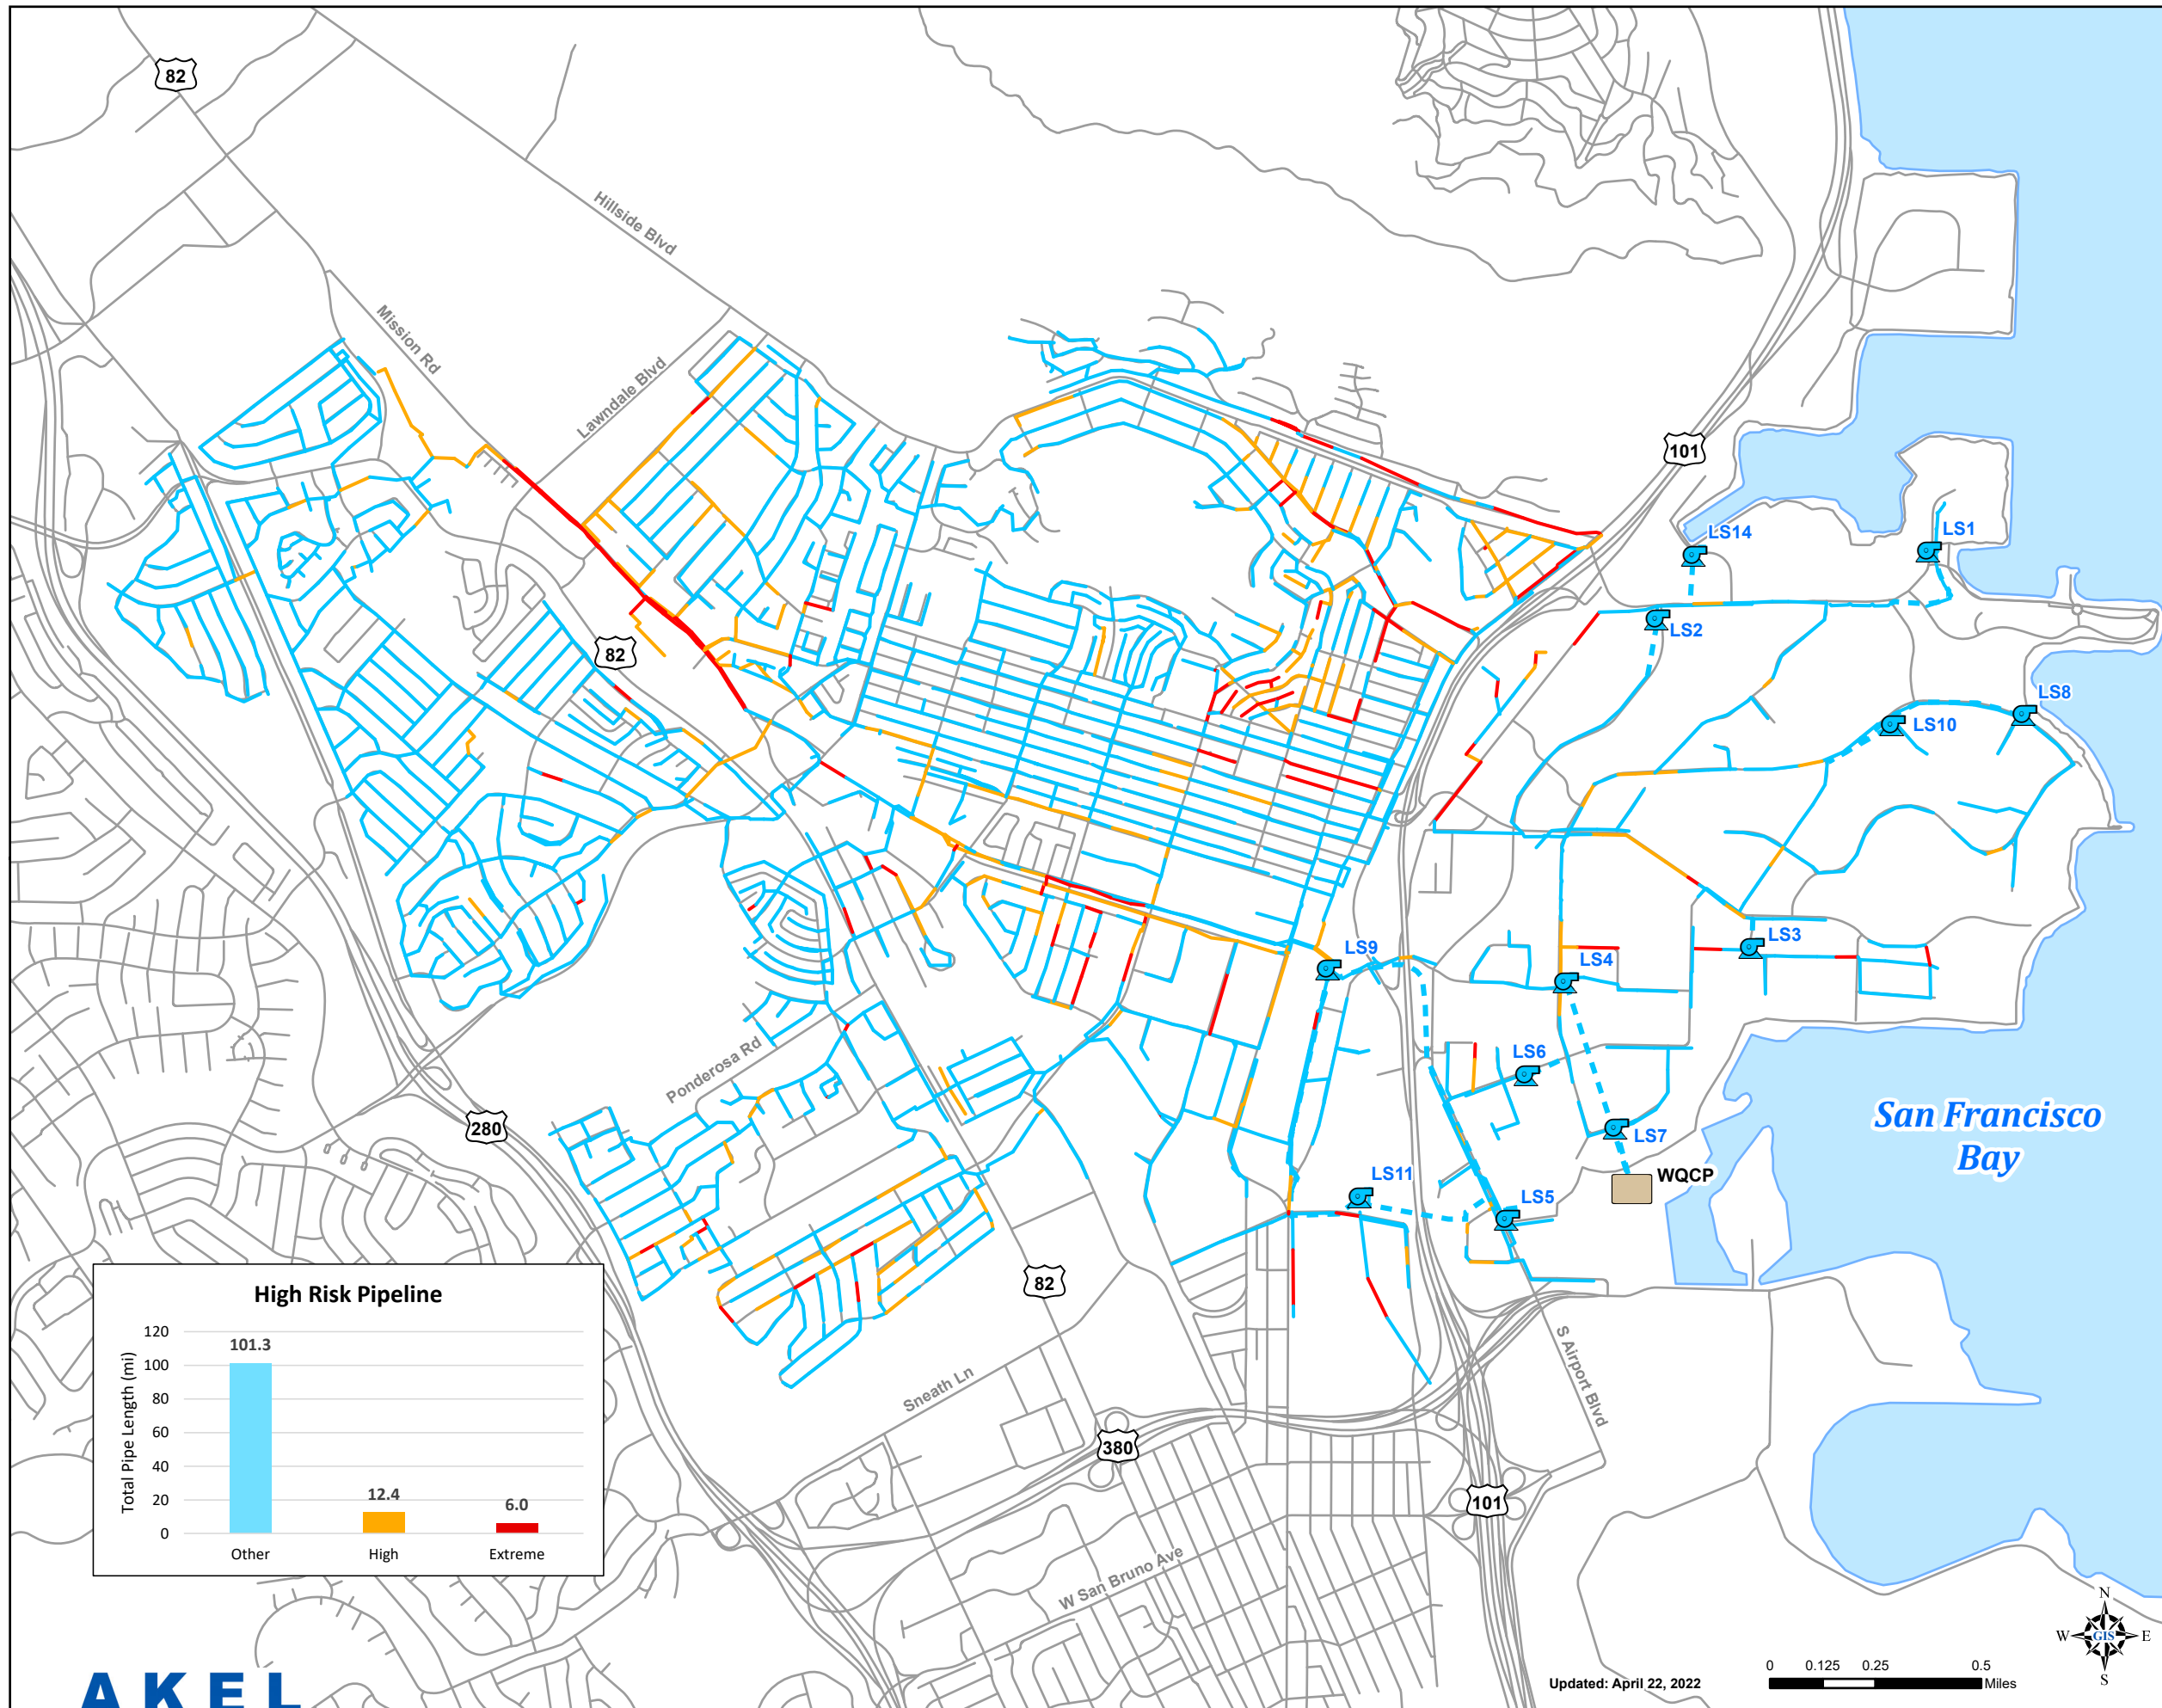 82
Hillside Blvd
Mission Rd
Lawndale Blvd
101
LS14
LS1
LS2
82
LS8
LS10
LS9
LS3
LS4
Ponderosa Rd
LS6
280
San Francisco
Bay
LS7
WQCP
LS11
LS5
82
High Risk Pipeline
Total Pipe Length (mi)
120
100
80
60
40
20
0
101.3
12.4
6.0
Other
High
Extreme
S Airport Blvd
Sneath Ln
380
101
W San Bruno Ave
N
W GIS E
S
AKEL
Updated: April 22, 2022
0 0.125 0.25 0.5
Miles